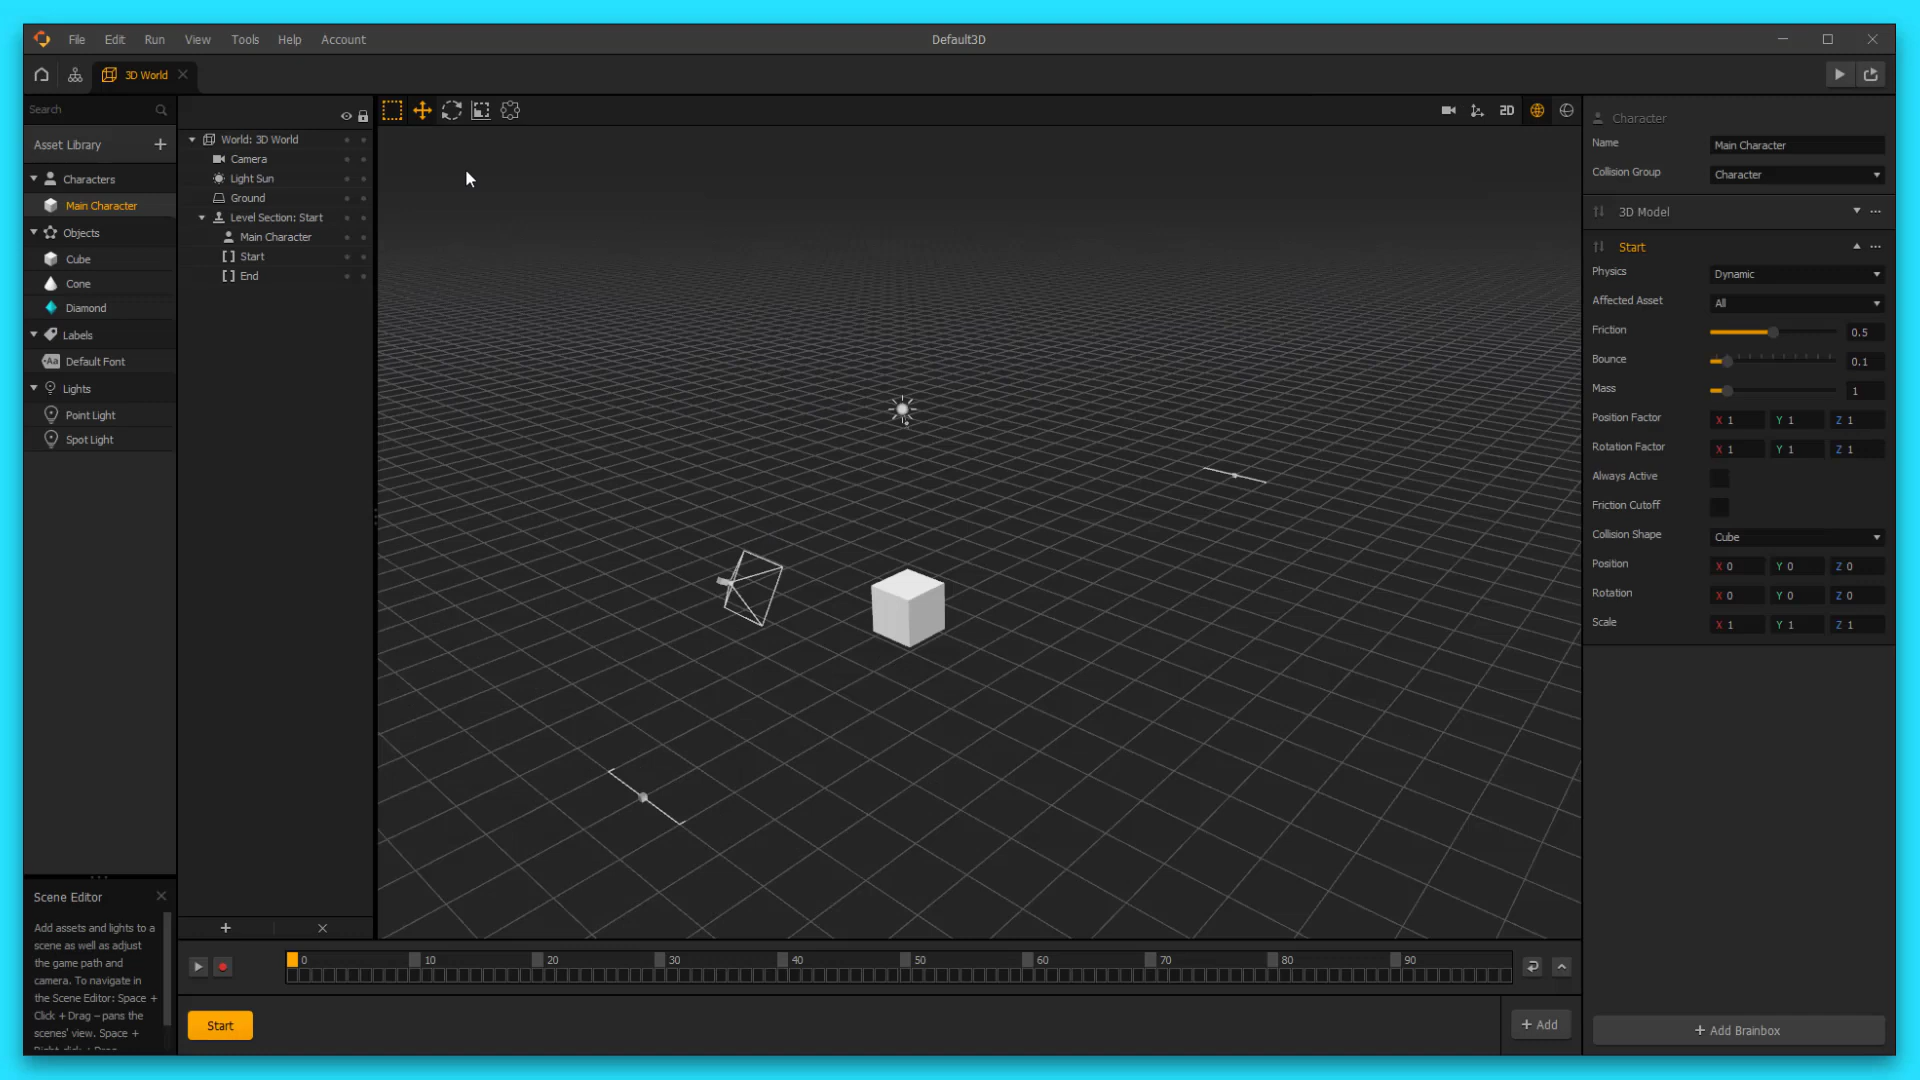 File Edit Run View Tools Help Account
Default3D
3D World
Search
Asset Library
Characters
Main Character
Objects
Cube
Cone
Diamond
Labels
Aa Default Font
Lights
Point Light
Spot Light
World: 3D World
Camera
Light Sun
Ground
Level Section: Start
Main Character
Start
End
2D
Character
Name Main Character
Collision Group Character
3D Model
Start
Physics Dynamic
Affected Asset All
Friction 0.5
Bounce 0.1
Mass 1
Position Factor X 1 Y 1 Z 1
Rotation Factor X 1 Y 1 Z 1
Always Active
Friction Cutoff
Collision Shape Cube
Position X 0 Y 0 Z 0
Rotation X 0 Y 0 Z 0
Scale X 1 Y 1 Z 1
Scene Editor
Add assets and lights to a
scene as well as adjust
the game path and
camera. To navigate in
the Scene Editor: Space +
Click +Drag – pans the
scenes' view. Space +
Right-click + Drag
0 10 20 30 40 50 60 70 80 90
Start
+ Add
+ Add Brainbox